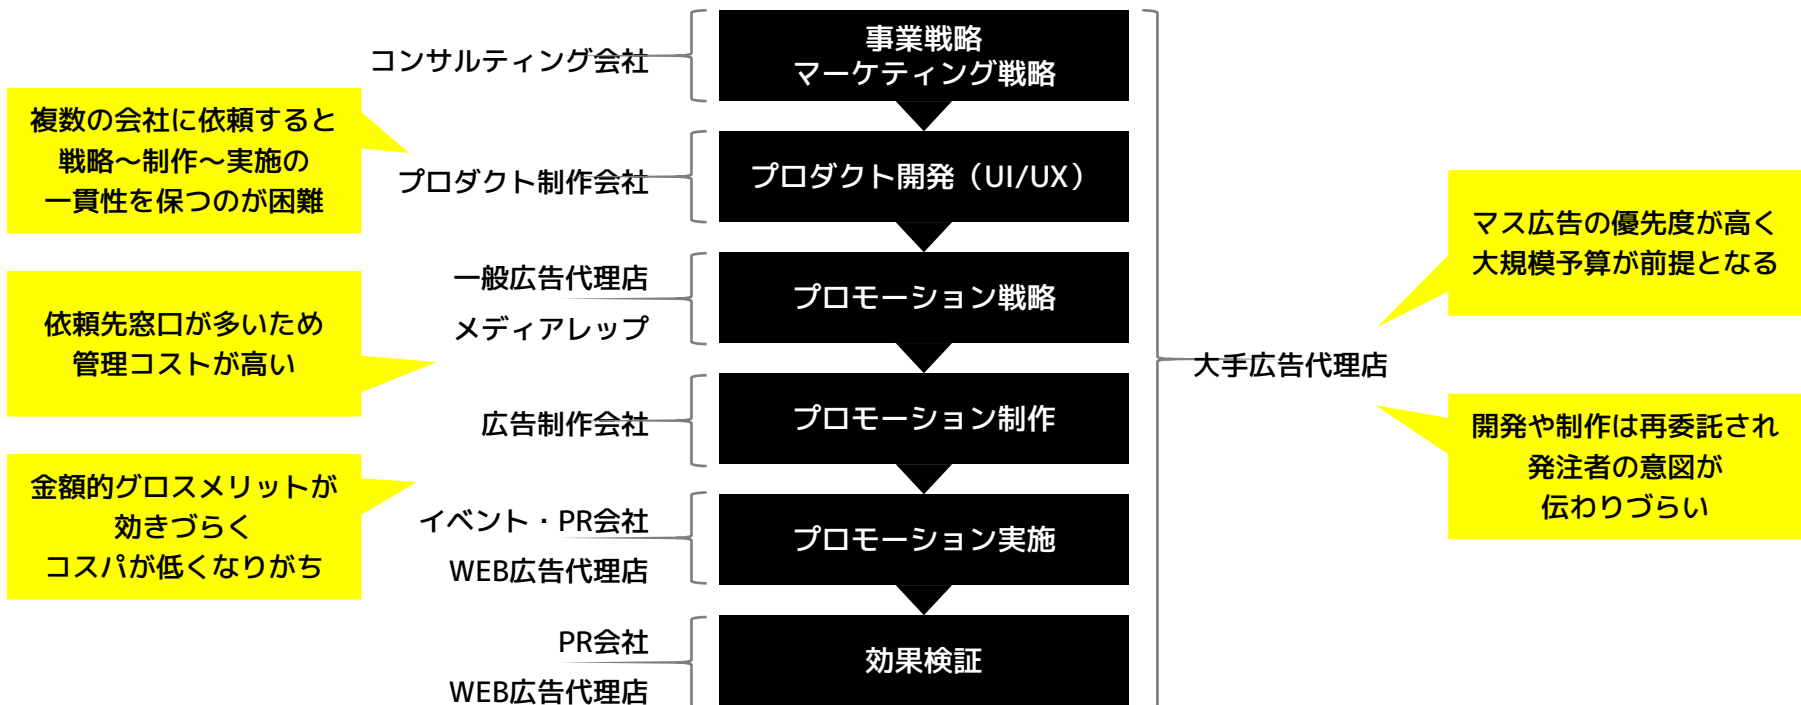 事業戦略
マーケティング戦略
コンサルティング会社
複数の会社に依頼すると
戦略～制作～実施の
一貫性を保つのが困難
プロダクト制作会社
プロダクト開発（UI/UX）
マス広告の優先度が高く
大規模予算が前提となる
一般広告代理店
メディアレップ
プロモーション戦略
依頼先窓口が多いため
管理コストが高い
大手広告代理店
広告制作会社
プロモーション制作
開発や制作は再委託され
発注者の意図が
伝わりづらい
金額的グロスメリットが
効きづらく
コスパが低くなりがち
イベント・PR会社
WEB広告代理店
プロモーション実施
PR会社
WEB広告代理店
効果検証